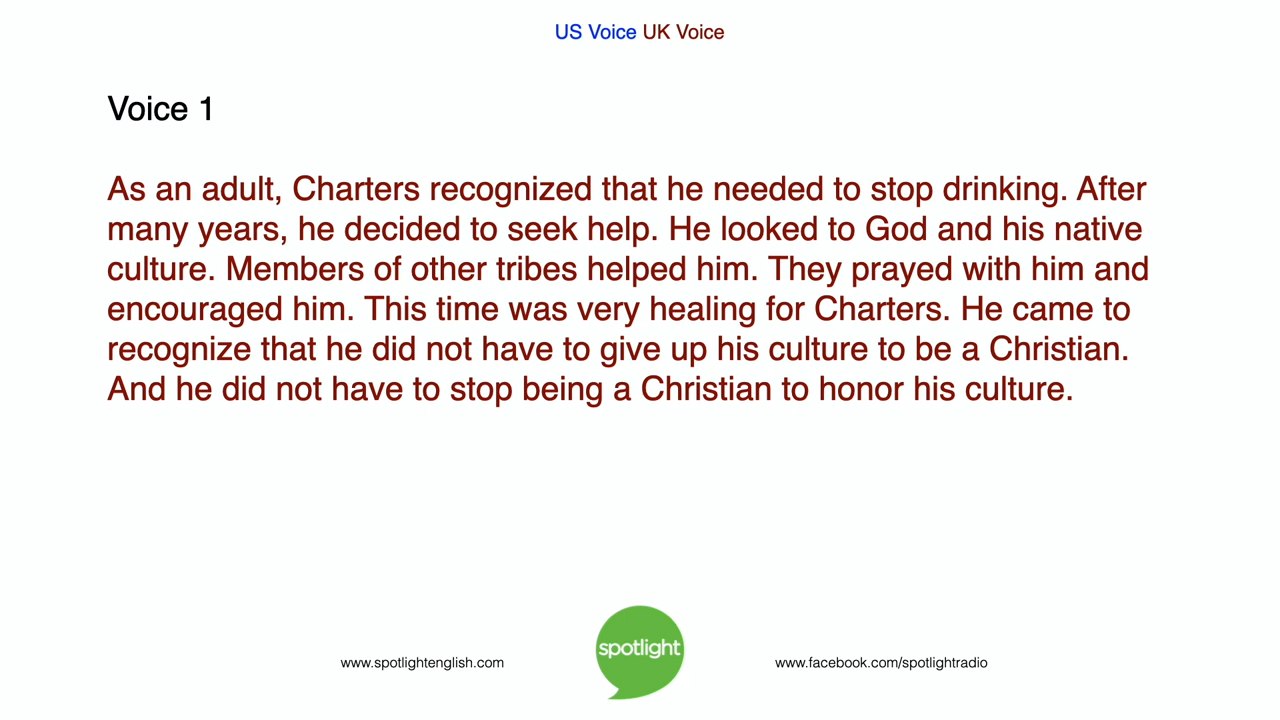 US Voice UK Voice
Voice 1
As an adult, Charters recognized that he needed to stop drinking. After
many years, he decided to seek help. He looked to God and his native
culture. Members of other tribes helped him. They prayed with him and
encouraged him. This time was very healing for Charters. He came to
recognize that he did not have to give up his culture to be a Christian.
And he did not have to stop being a Christian to honor his culture.
www.spotlightenglish.com
spotlight
www.facebook.com/spotlightradio